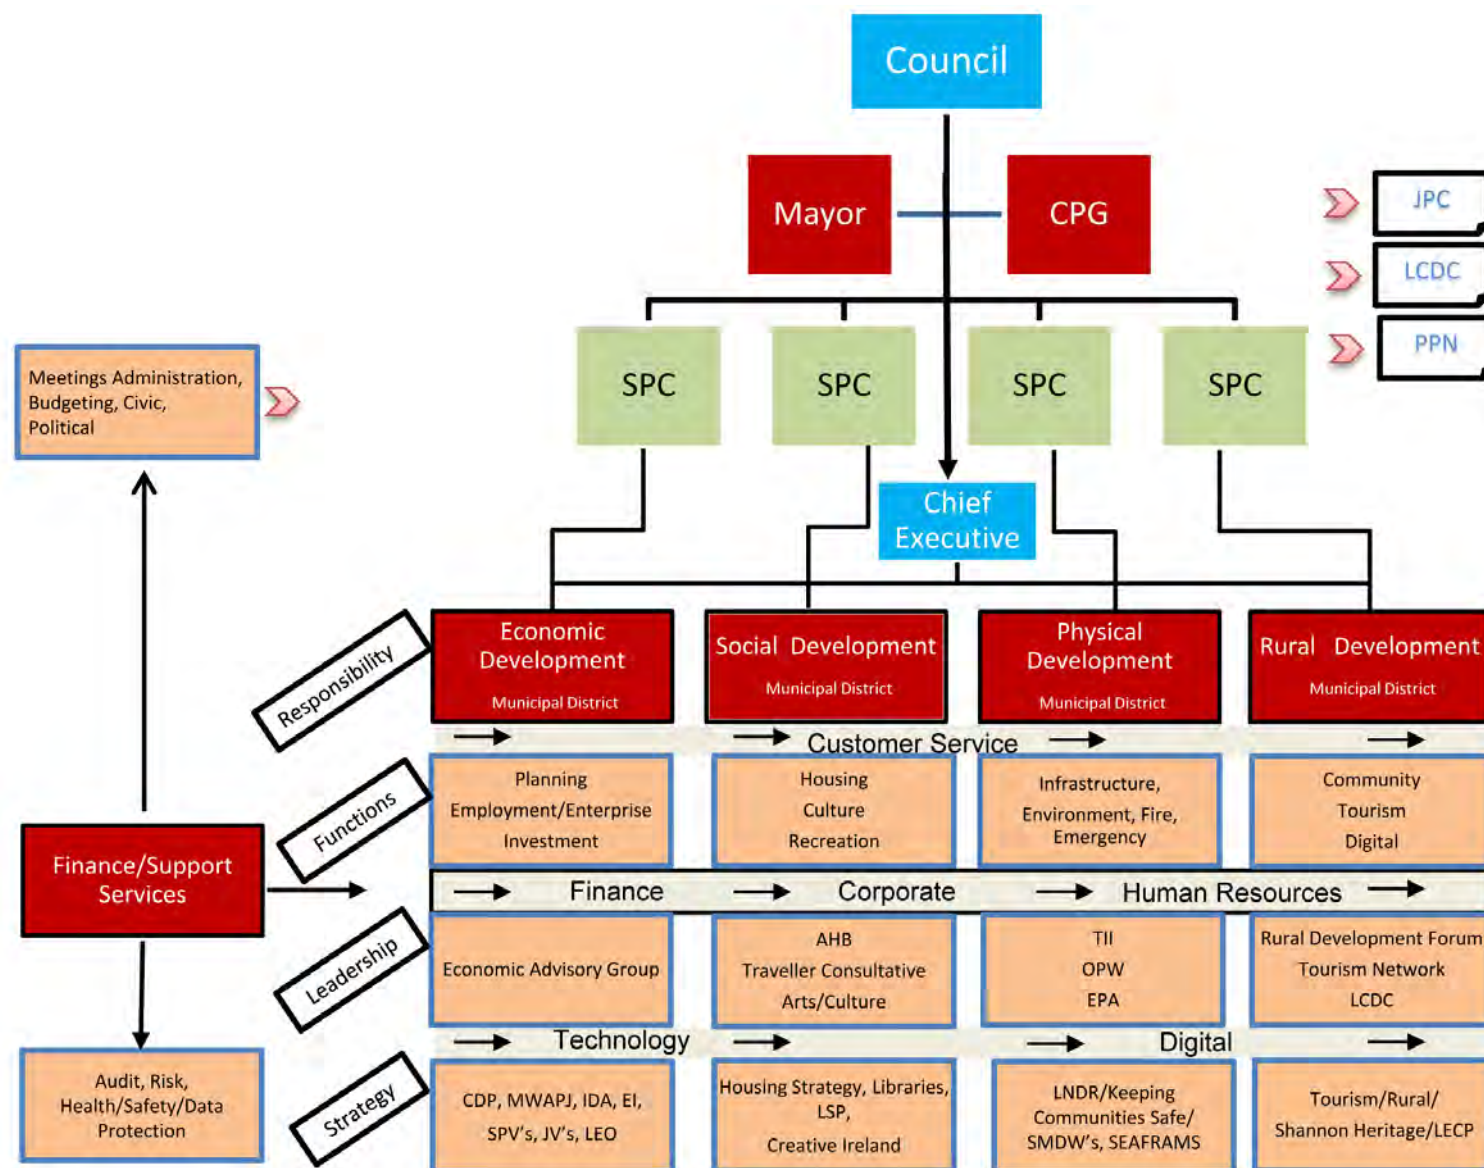 Council
Mayor
CPG
JPC
LCDC
PPN
SPC
SPC
SPC
SPC
Meetings Administration,
Budgeting, Civic,
Political
Chief
Executive
Responsibility
Economic
Development
Municipal District
Social Development
Municipal District
Physical
Development
Municipal District
Rural Development
Municipal District
Customer Service
Functions
Planning
Employment/Enterprise
Investment
Housing
Culture
Recreation
Infrastructure,
Environment, Fire,
Emergency
Community
Tourism
Digital
Finance/Support
Services
Finance
Corporate
Human Resources
Leadership
Economic Advisory Group
AHB
Traveller Consultative
Arts/Culture
TII
OPW
EPA
Rural Development Forum
Tourism Network
LCDC
Technology
Digital
Audit, Risk,
Health/Safety/Data
Protection
Strategy
CDP, MWAPJ, IDA, EI,
SPV's, JV's, LEO
Housing Strategy, Libraries,
LSP,
Creative Ireland
LNDR/Keeping
Communities Safe/
SMDW's, SEAFRAMS
Tourism/Rural/
Shannon Heritage/LECP